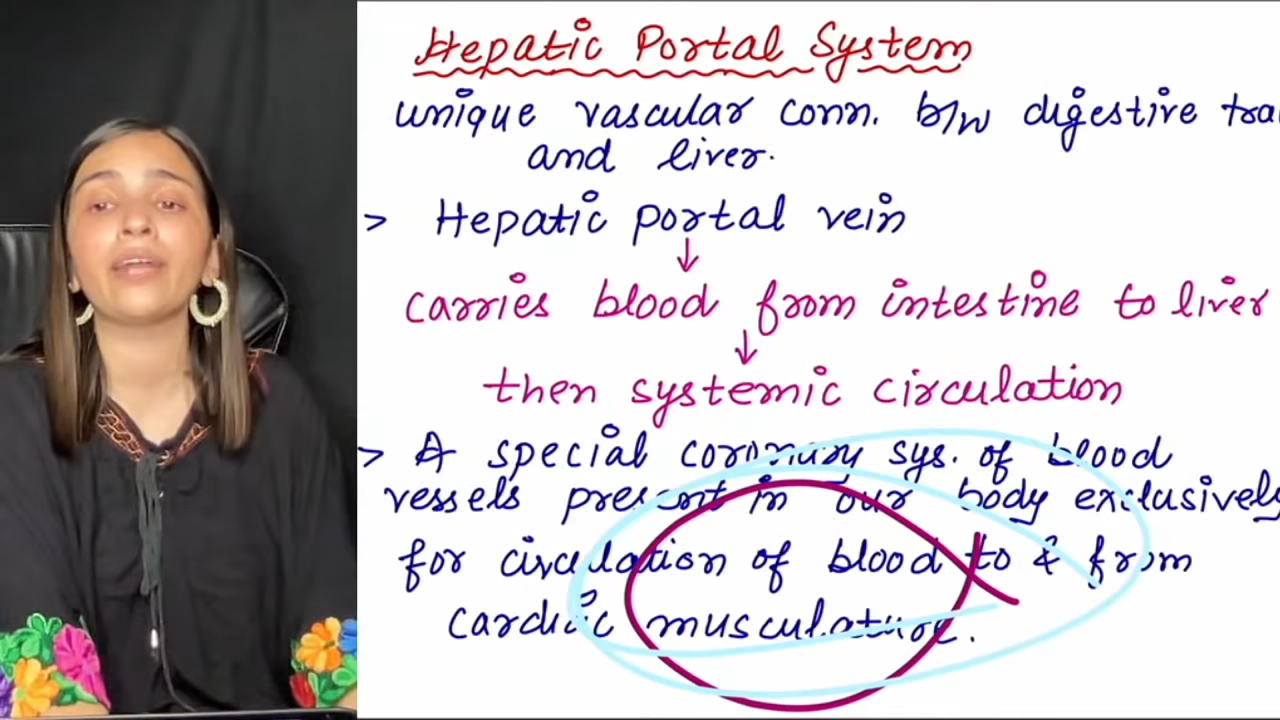 Hepatic Portal System
unique vascular conn. b/w digestive tra
and liver.
> Hepatic portal vein
↓
carries blood from intestine to liver
↓
then systemic circulation
> A special coronary sys. of blood
vessels present in our body exclusively
for circulation of blood to & from
cardiac musculature.